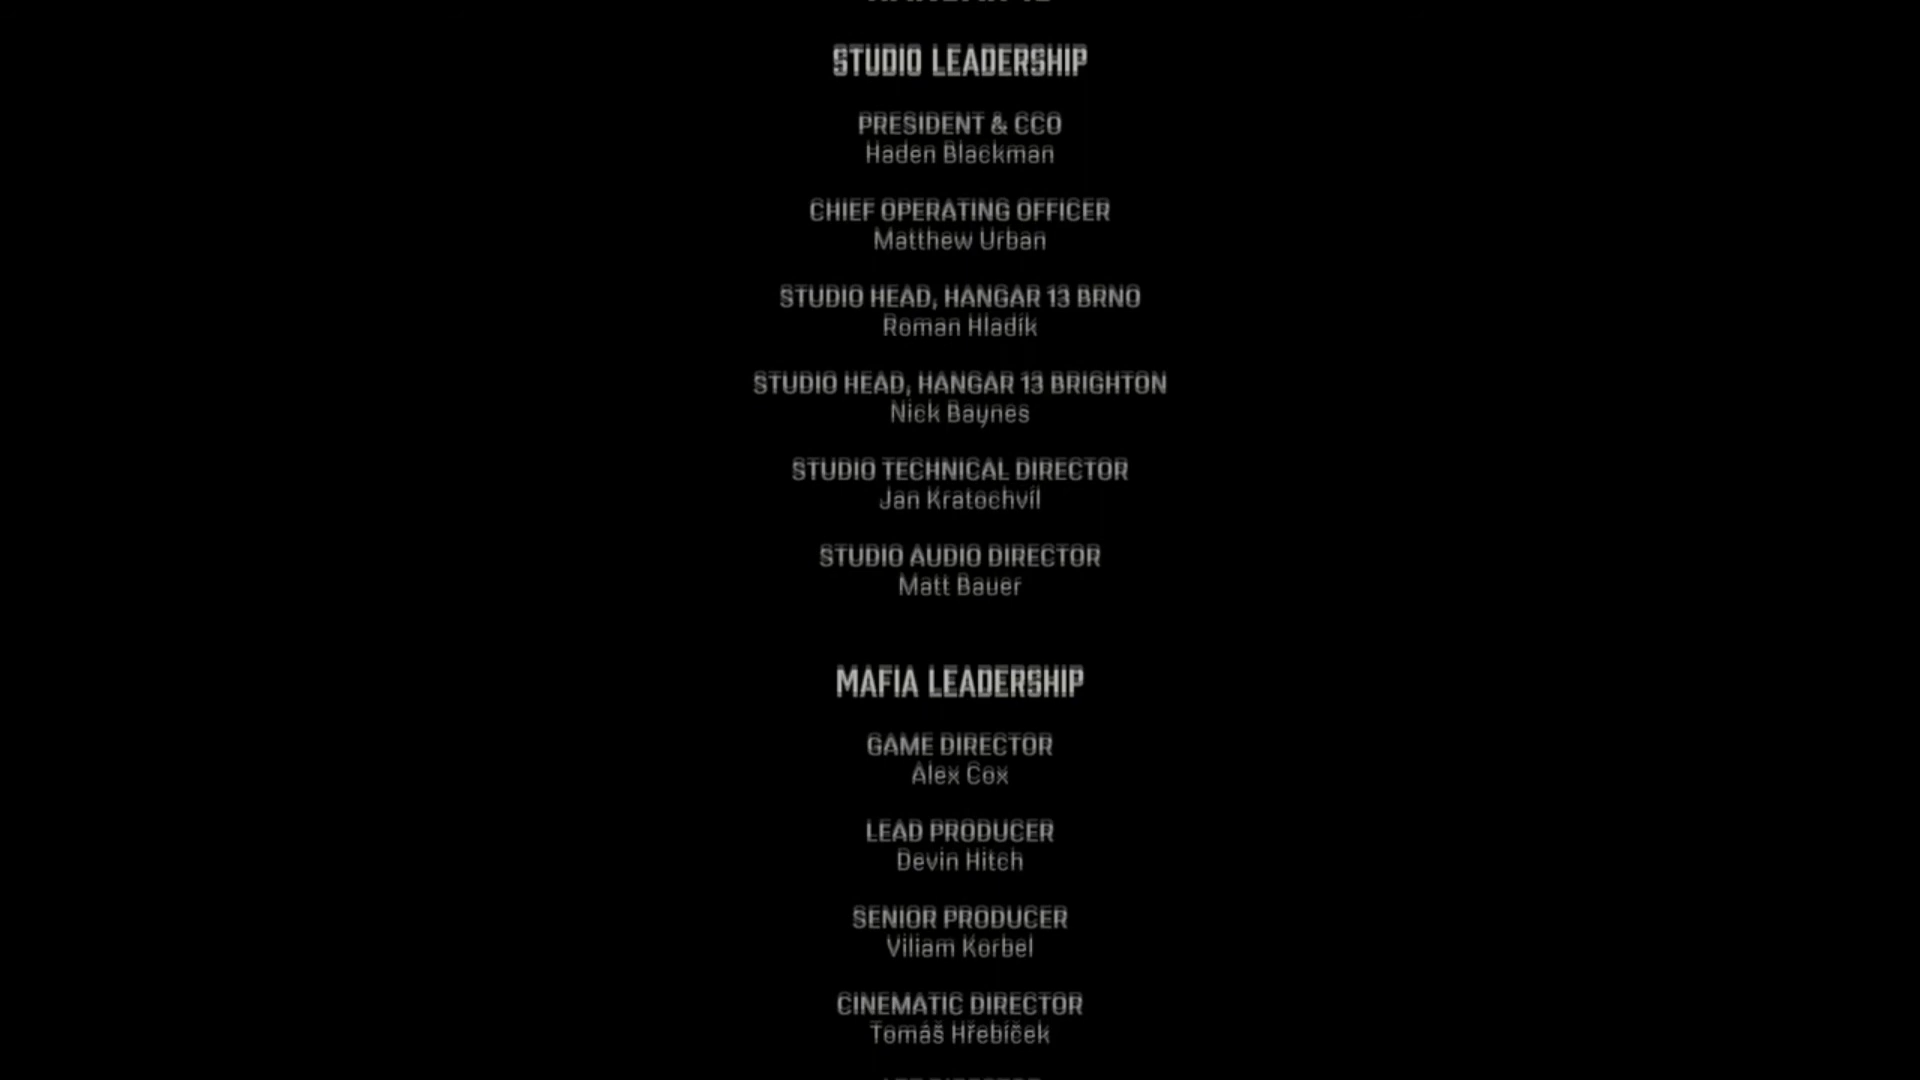 STUDIO LEADERSHIP
PRESIDENT & CCO
Haden Blackman
CHIEF OPERATING OFFICER
Matthew Urban
STUDIO HEAD, HANGAR 13 BRNO
Roman Hladík
STUDIO HEAD, HANGAR 13 BRIGHTON
Nick Baynes
STUDIO TECHNICAL DIRECTOR
Jan Kratochvíl
STUDIO AUDIO DIRECTOR
Matt Bauer
MAFIA LEADERSHIP
GAME DIRECTOR
Alex Cox
LEAD PRODUCER
Devin Hitch
SENIOR PRODUCER
Viliam Korbel
CINEMATIC DIRECTOR
Tomáš Hřebíček